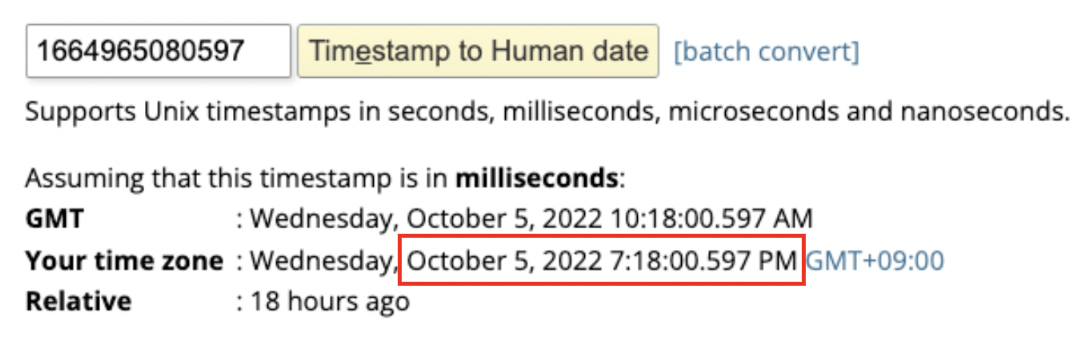 1664965080597 Timestamp to Human date [batch convert]
Supports Unix timestamps in seconds, milliseconds, microseconds and nanoseconds.
Assuming that this timestamp is in milliseconds:
GMT : Wednesday, October 5, 2022 10:18:00.597 AM
Your time zone : Wednesday, October 5, 2022 7:18:00.597 PM GMT+09:00
Relative : 18 hours ago